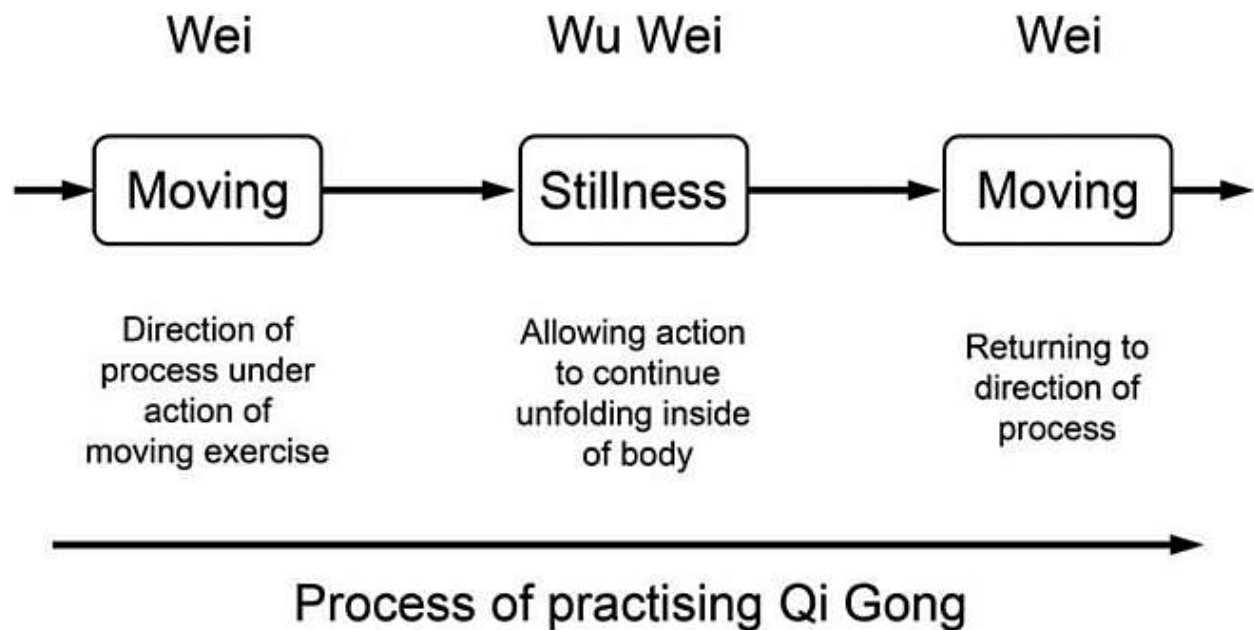 Wei
Wu Wei
Wei
Moving
Stillness
Moving
Direction of
process under
action of
moving exercise
Allowing action
to continue
unfolding inside
of body
Returning to
direction of
process
Process of practising Qi Gong